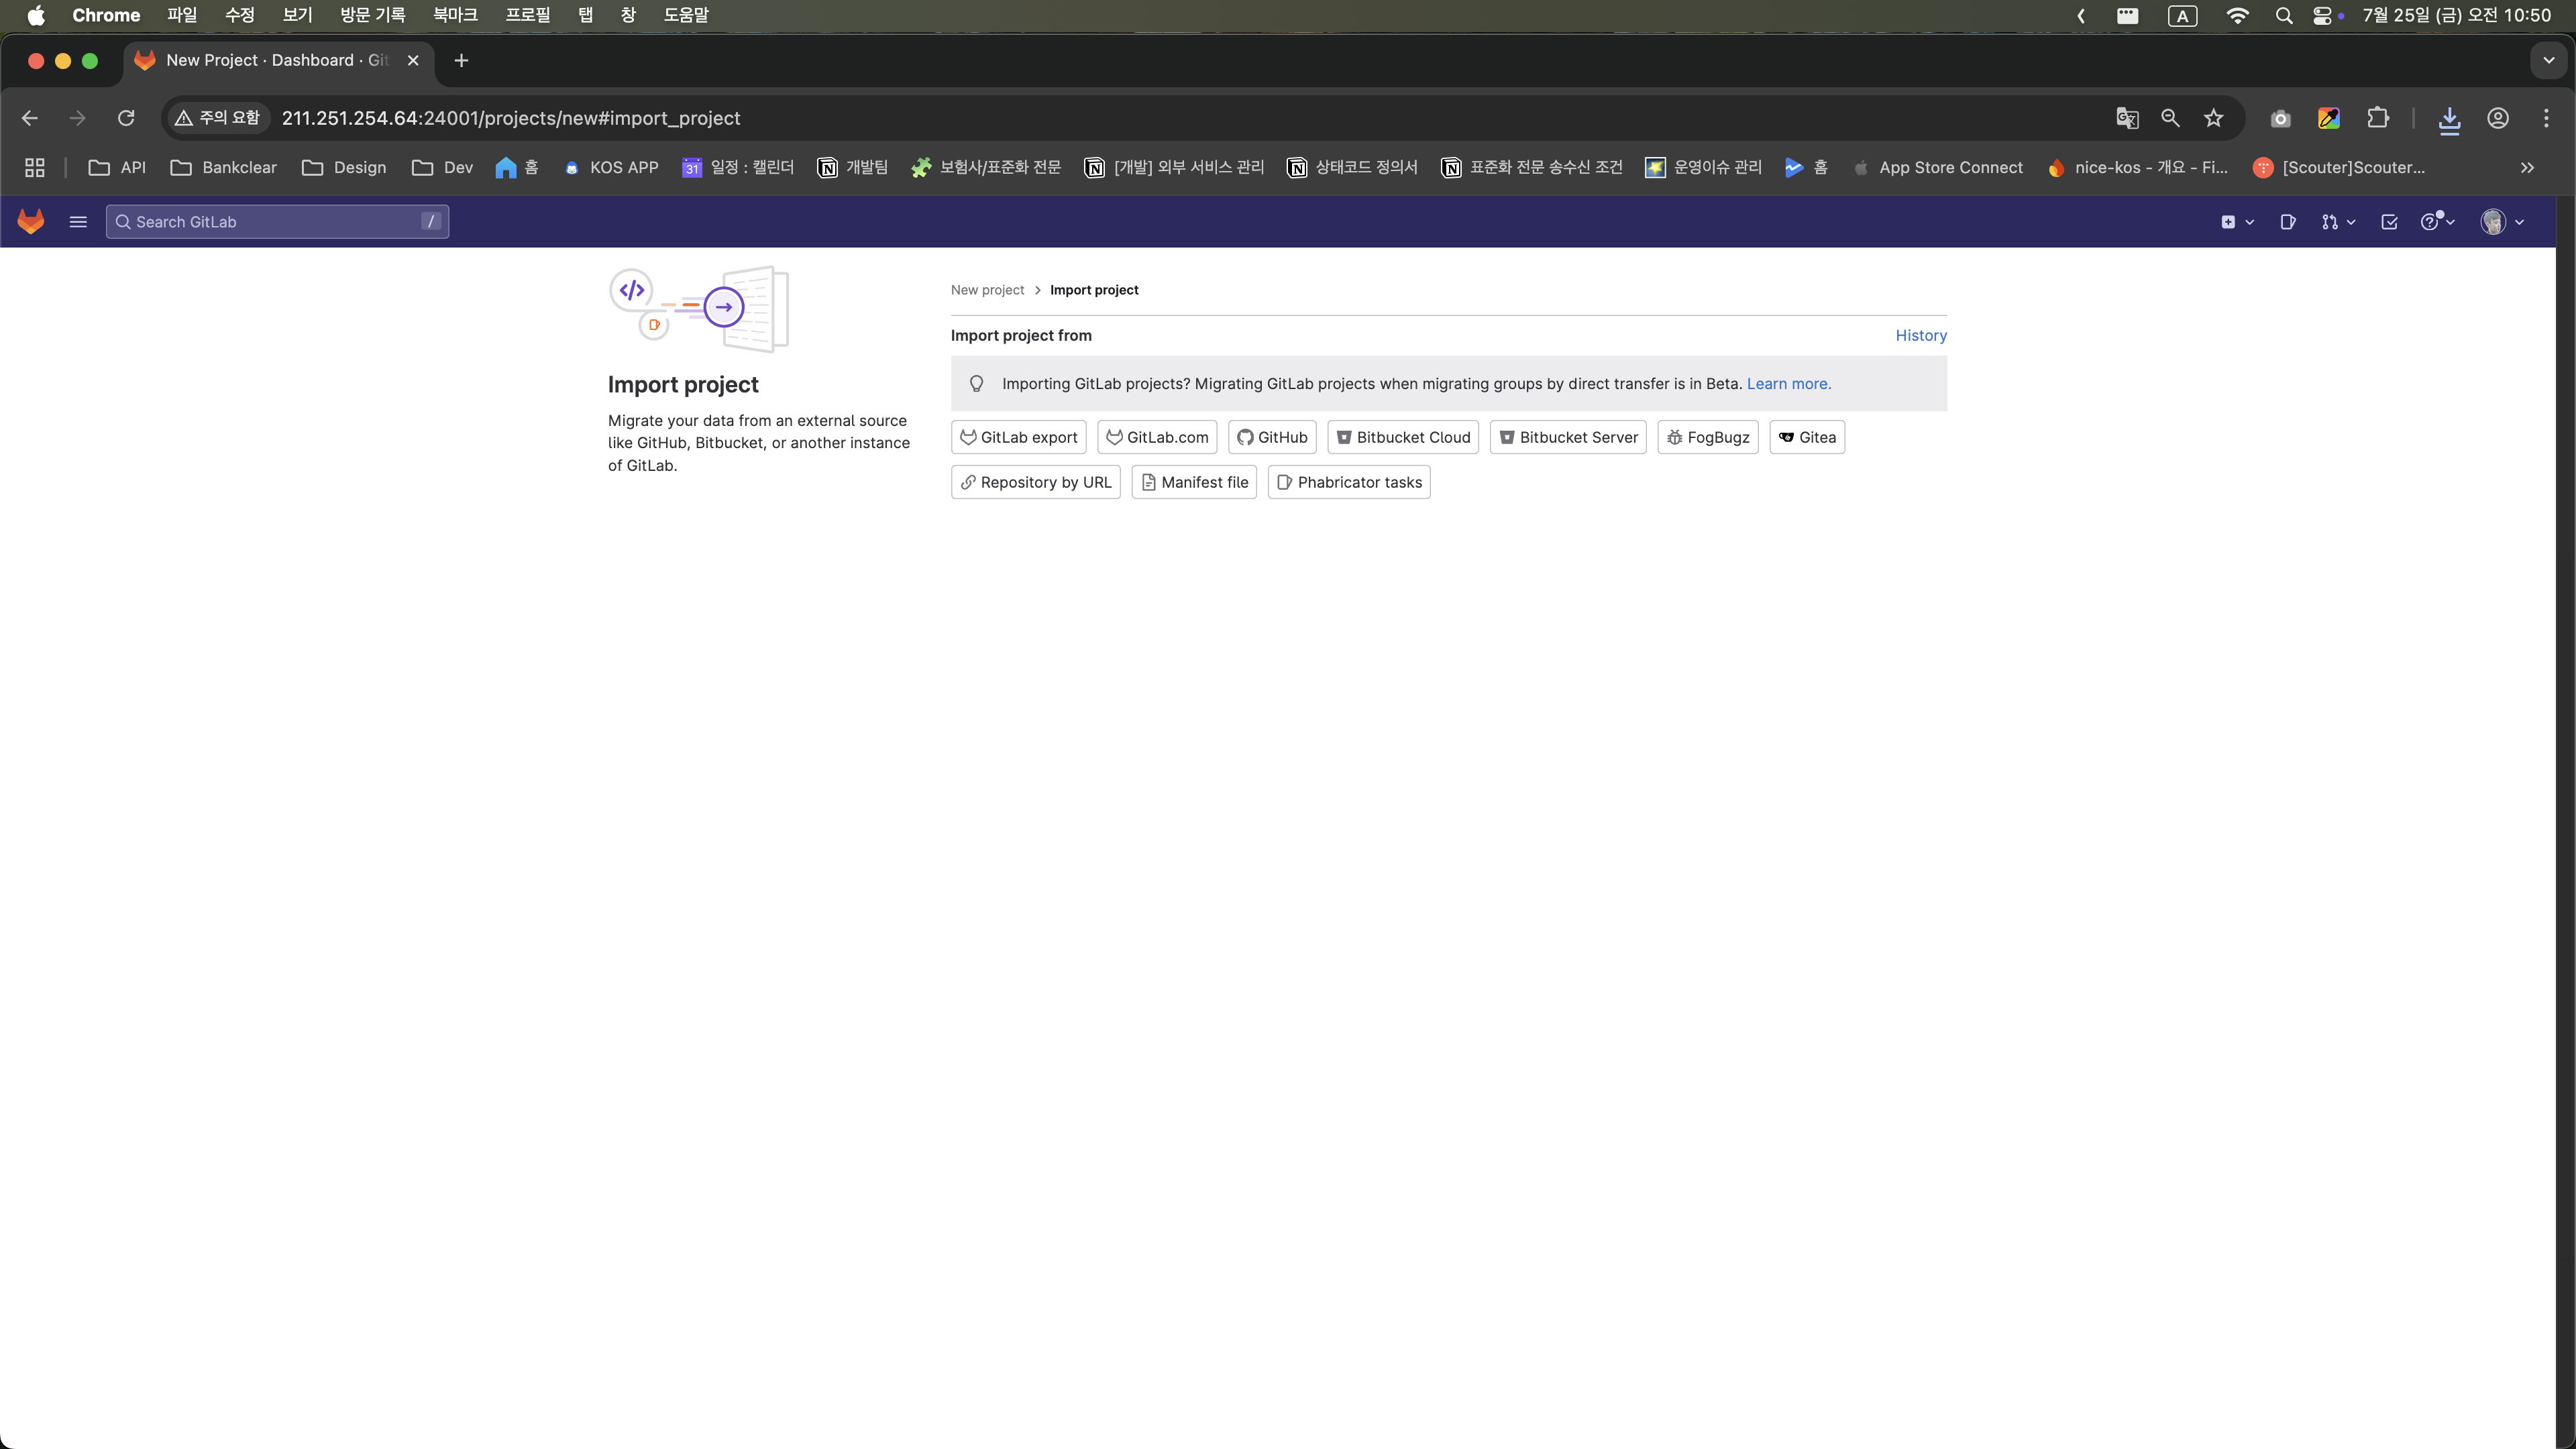 Chrome 파일 수정 보기 방문 기록 북마크 프로필 탭 창 도움말 A 7월 25일 (금) 오전 10:50
New Project · Dashboard · Git
주의 요함 211.251.254.64:24001/projects/new#import_project
API Bankclear Design Dev 홈 KOS APP 31 일정 : 캘린더 개발팀 보험사/표준화 전문 [개발] 외부 서비스 관리 상태코드 정의서 표준화 전문 송수신 조건 운영이슈 관리 홈 App Store Connect nice-kos - 개요 - Fi... [Scouter]Scouter...
Search GitLab /
New project > Import project
Import project from History
Import project
Importing GitLab projects? Migrating GitLab projects when migrating groups by direct transfer is in Beta. Learn more.
Migrate your data from an external source
like GitHub, Bitbucket, or another instance
of GitLab.
GitLab export GitLab.com GitHub Bitbucket Cloud Bitbucket Server FogBugz Gitea
Repository by URL Manifest file Phabricator tasks